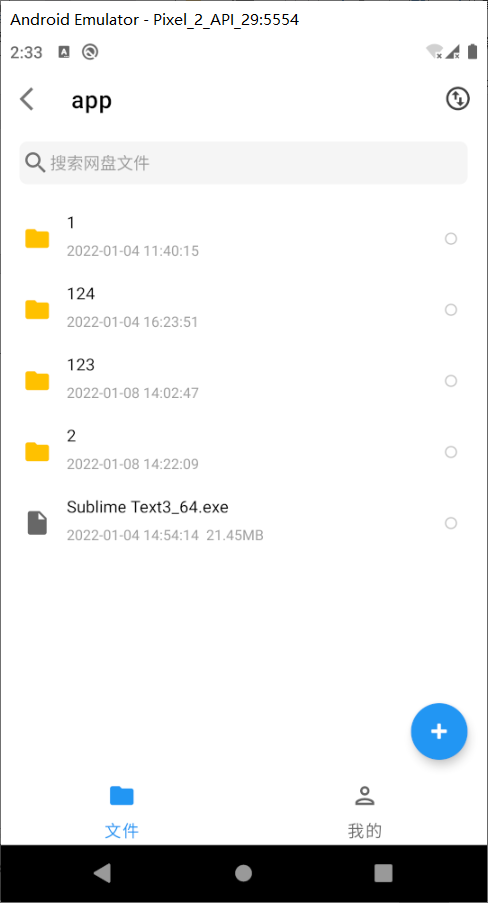 Android Emulator - Pixel_2_API_29:5554
2:33
app
搜索网盘文件
1
2022-01-04 11:40:15
124
2022-01-04 16:23:51
123
2022-01-08 14:02:47
2
2022-01-08 14:22:09
Sublime Text3_64.exe
2022-01-04 14:54:14 21.45MB
文件
我的